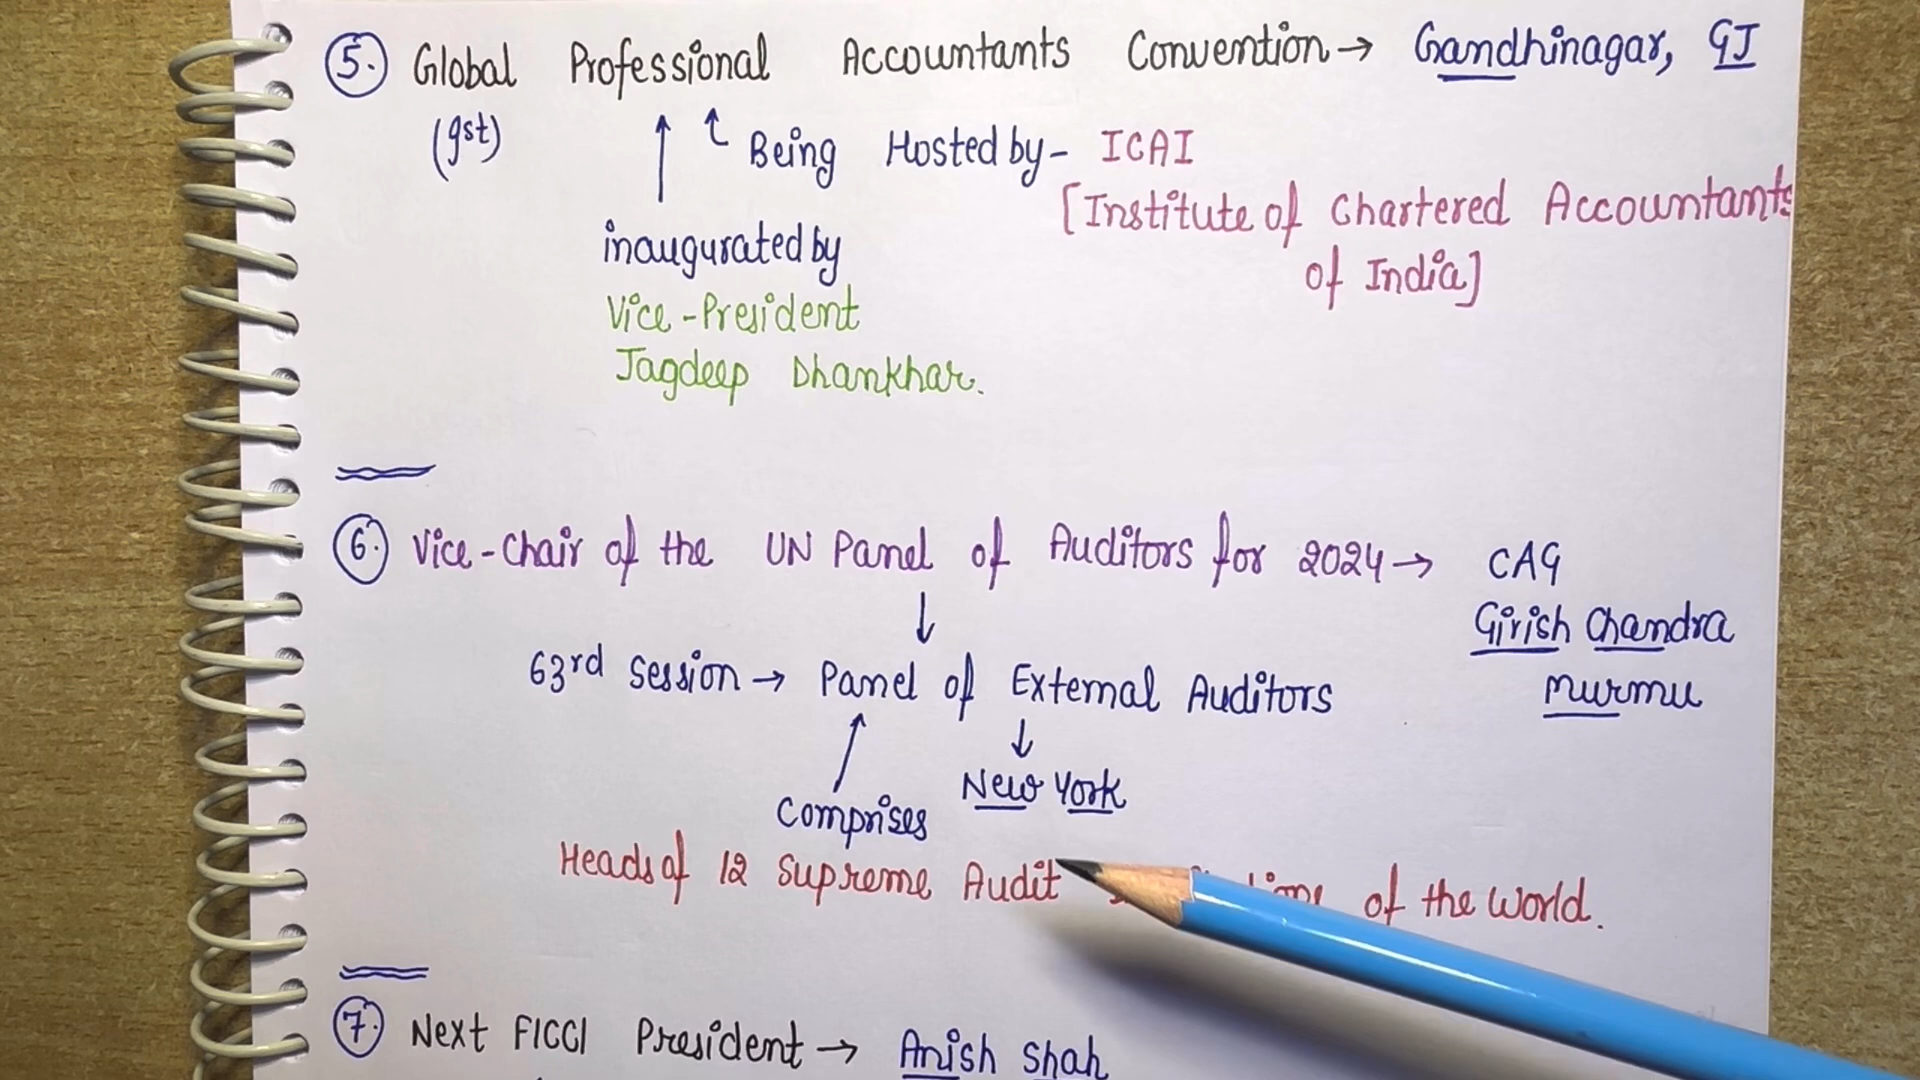 5. Global Professional Accountants Convention → Gandhinagar, GJ
(1st) Being Hosted by - ICAI
[Institute of Chartered Accountants
of India]
inaugurated by
Vice-President
Jagdeep Dhankhar.
6. Vice-Chair of the UN Panel of Auditors for 2024 → CAG
Girish Chandra
Murmu
63rd Session → Panel of External Auditors
New York
Comprises
Heads of 12 Supreme Audit of the World.
7. Next FICCI President → Anish Shah